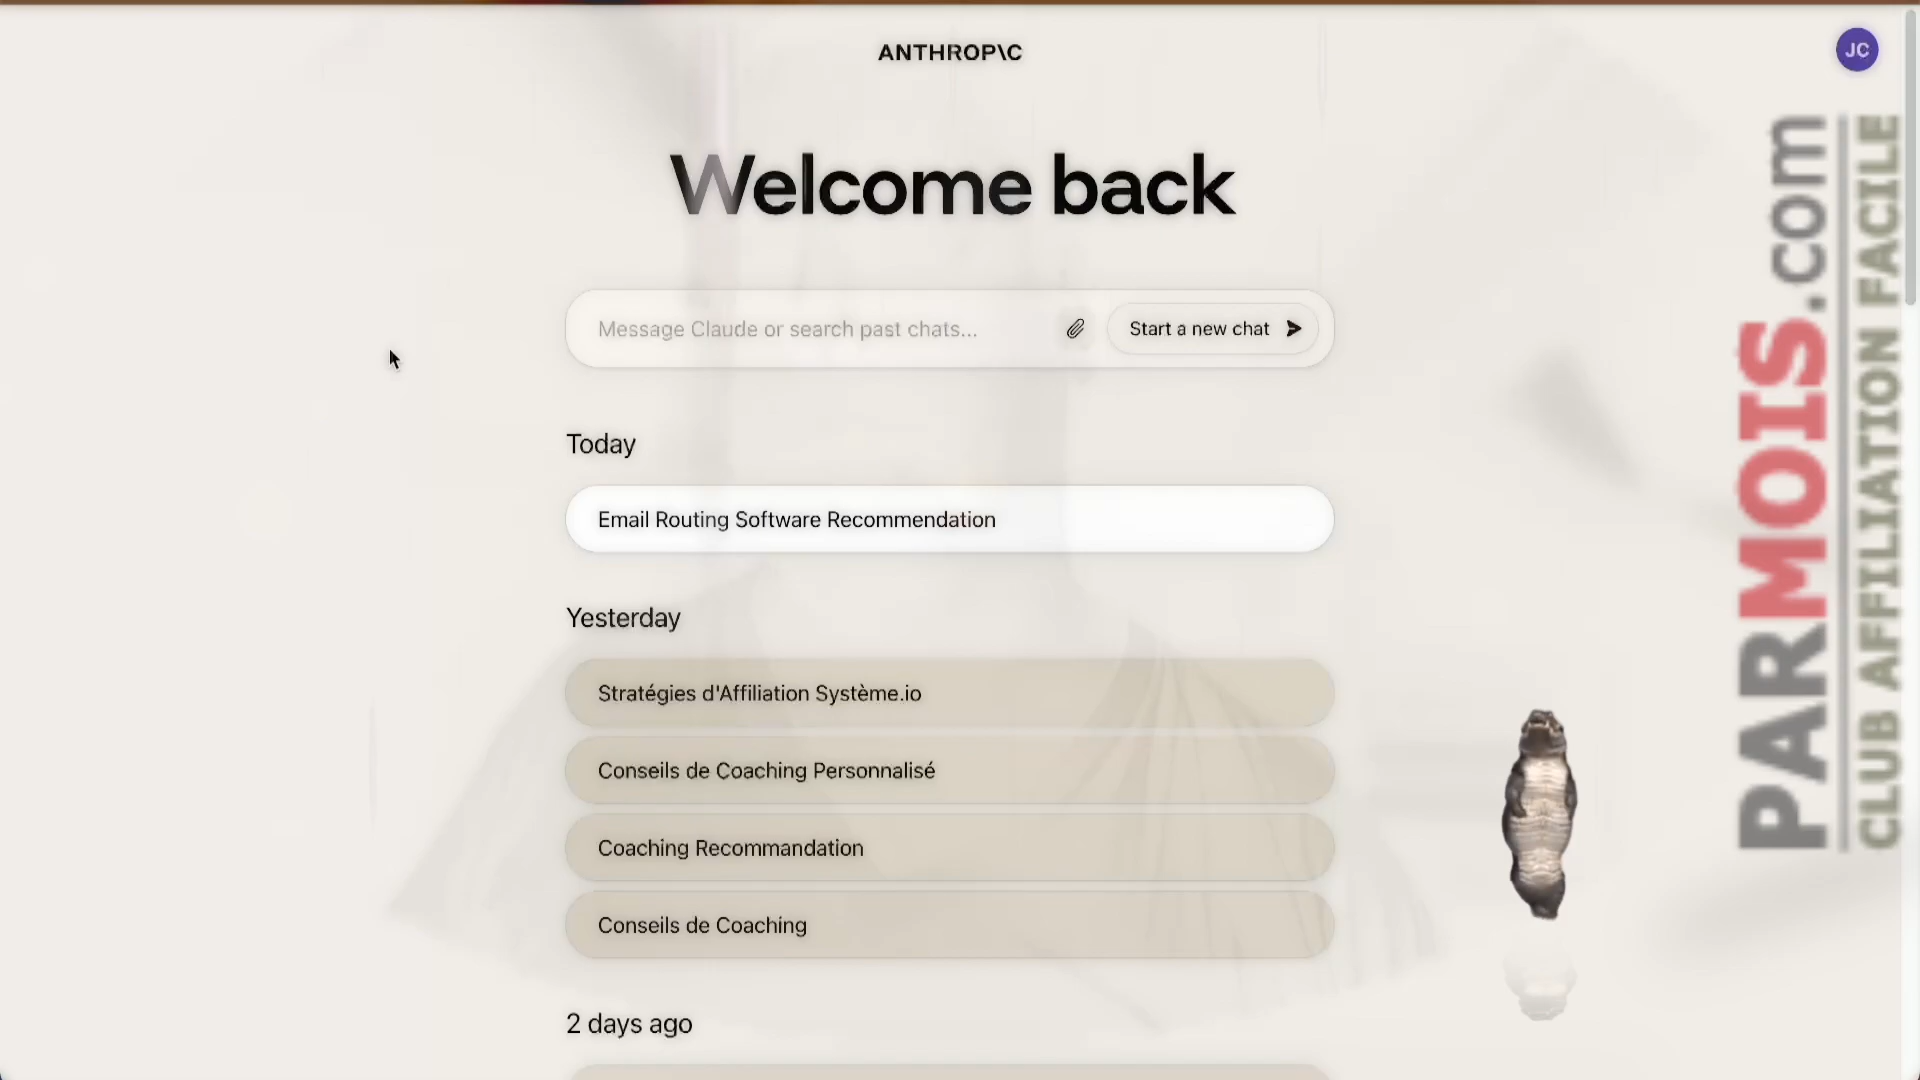 ANTHROP\C
JC
Welcome back
Message Claude or search past chats...
Start a new chat
Today
Email Routing Software Recommendation
Yesterday
Stratégies d'Affiliation Système.io
Conseils de Coaching Personnalisé
Coaching Recommandation
Conseils de Coaching
2 days ago
PARMOIS.com
CLUB AFFILIATION FACILE